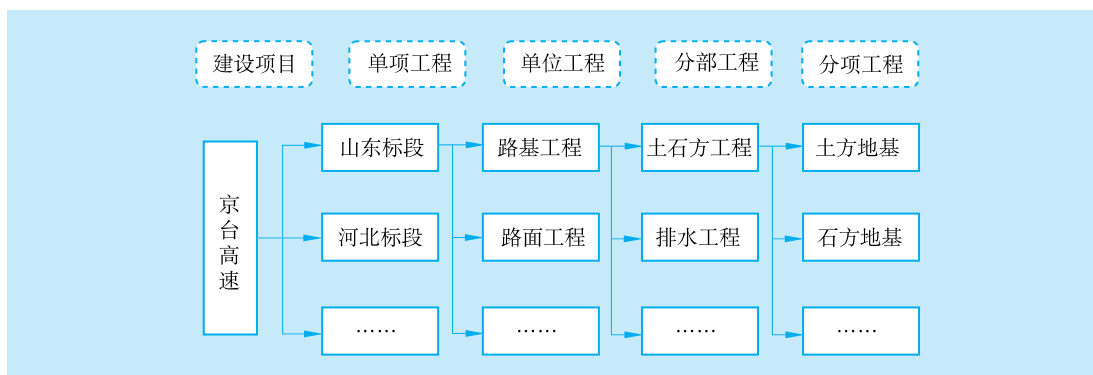 建设项目 单项工程 单位工程 分部工程 分项工程
山东标段 路基工程 土石方工程 土方地基
京台高速
河北标段 路面工程 排水工程 石方地基
…… …… …… ……